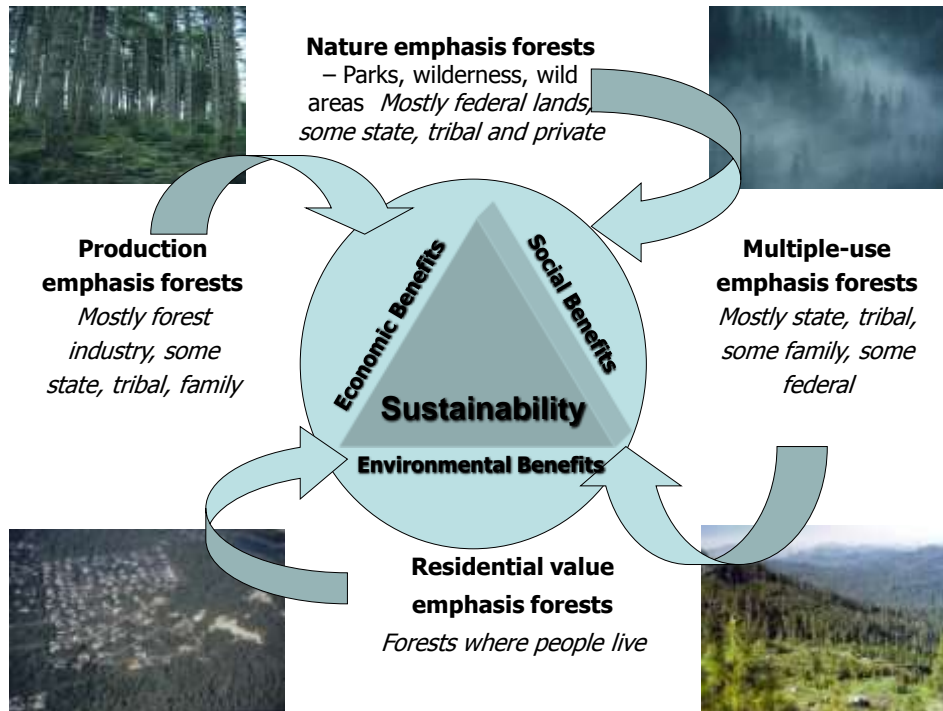 Nature emphasis forests
– Parks, wilderness, wild
areas Mostly federal lands,
some state, tribal and private
Production
emphasis forests
Mostly forest
industry, some
state, tribal, family
Economic Benefits
Social Benefits
Sustainability
Environmental Benefits
Multiple-use
emphasis forests
Mostly state, tribal,
some family, some
federal
Residential value
emphasis forests
Forests where people live